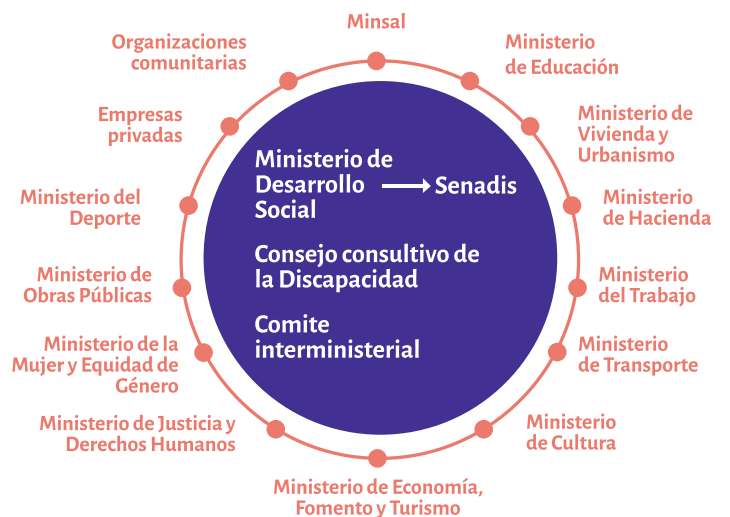 Minsal
Ministerio
de Educación
Ministerio de
Vivienda y
Urbanismo
Ministerio
de Hacienda
Ministerio
del Trabajo
Ministerio
de Transporte
Ministerio
de Cultura
Ministerio de Economía,
Fomento y Turismo
Ministerio de Justicia y
Derechos Humanos
Ministerio de la
Mujer y Equidad de
Género
Ministerio de
Obras Públicas
Ministerio del
Deporte
Empresas
privadas
Organizaciones
comunitarias
Ministerio de
Desarrollo
Social
Senadis
Consejo consultivo de
la Discapacidad
Comite
interministerial